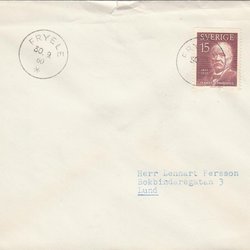 FRYELE
30.9
60
SVERIGE
15
Herr Lennart Persson
Bokbindaregatan 3
Lund